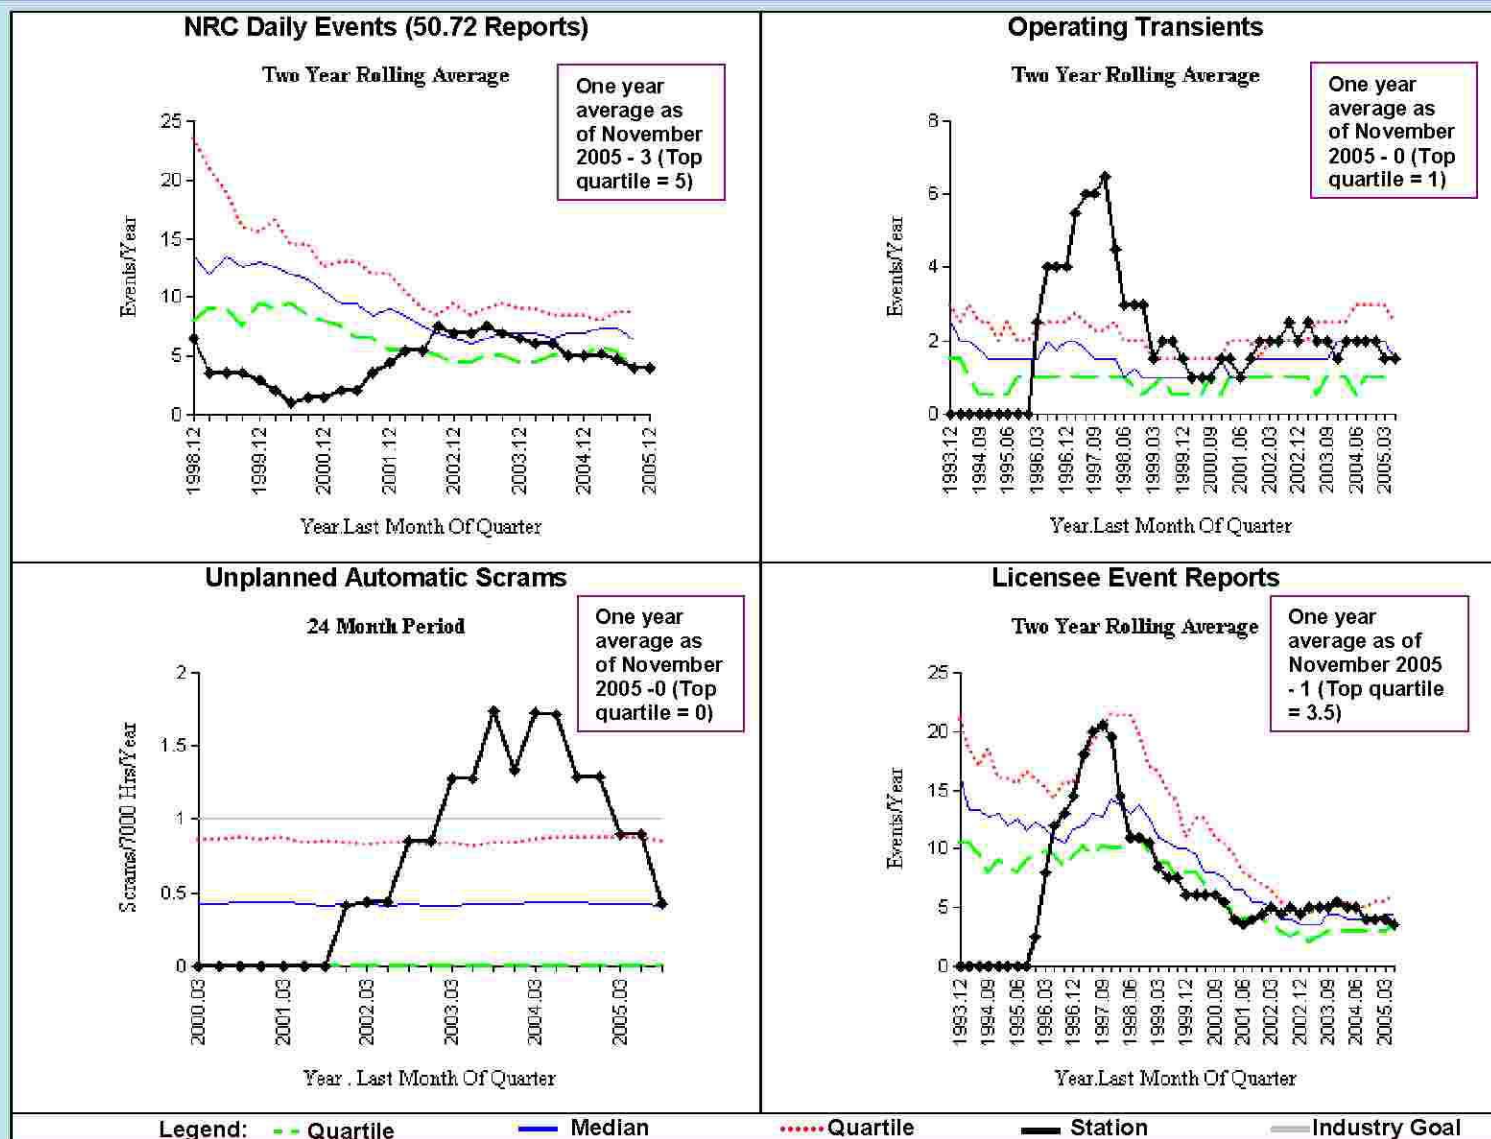 NRC Daily Events (50.72 Reports)
Two Year Rolling Average
One year
average as
of November
2005 - 3 (Top
quartile = 5)
25
20
15
10
5
0
Events/Year
1998.12
1999.12
2000.12
2001.12
2002.12
2003.12
2004.12
2005.12
Year.Last Month Of Quarter
Operating Transients
Two Year Rolling Average
One year
average as
of November
2005 - 0 (Top
quartile = 1)
8
6
4
2
0
Events/Year
1993.12
1994.09
1995.06
1996.03
1996.12
1997.09
1998.06
1999.03
1999.12
2000.09
2001.06
2002.03
2002.12
2003.09
2004.06
2005.03
Year.Last Month Of Quarter
Unplanned Automatic Scrams
24 Month Period
One year
average as
of November
2005 -0 (Top
quartile = 0)
2
1.5
1
0.5
0
Scrams/7000 Hrs/Year
2000.03
2001.03
2002.03
2003.03
2004.03
2005.03
Year . Last Month Of Quarter
Licensee Event Reports
Two Year Rolling Average
One year
average as of
November 2005
- 1 (Top quartile
= 3.5)
25
20
15
10
5
0
Events/Year
1993.12
1994.09
1995.06
1996.03
1996.12
1997.09
1998.06
1999.03
1999.12
2000.09
2001.06
2002.03
2002.12
2003.09
2004.06
2005.03
Year.Last Month Of Quarter
Legend: Quartile Median Quartile Station Industry Goal